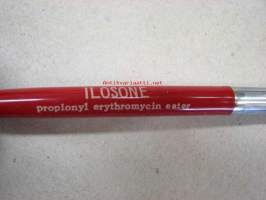 Antikvariaatti.net
ILOSONE
propionyl erythromycin ester